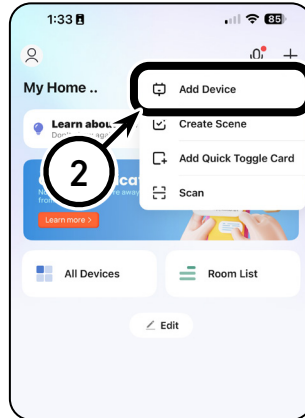 1:33
85
My Home ..
Add Device
Learn abou
Create Scene
Add Quick Toggle Card
2
Scan
Learn more >
All Devices
Room List
Edit